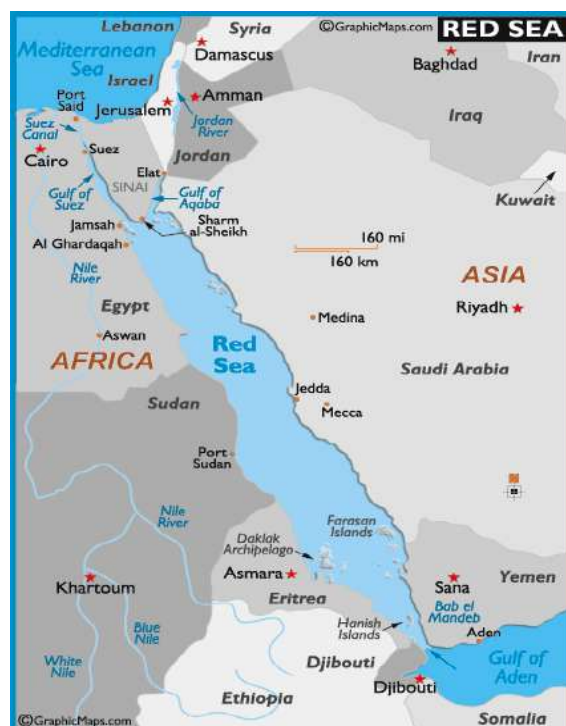 ©GraphicMaps.com
RED SEA
Lebanon
Syria
Mediterranean
Sea
Damascus
Baghdad
Iran
Israel
Port
Said
Jerusalem
Amman
Suez
Canal
Jordan
River
Iraq
Cairo
Suez
Jordan
Elat
SINAI
Gulf of
Suez
Gulf of
Aqaba
Kuwait
Jamsah
Sharm
al-Sheikh
Al Ghardaqah
160 mi
160 km
Nile
River
ASIA
Egypt
Riyadh
Medina
Aswan
Red
Sea
AFRICA
Saudi Arabia
Jedda
Mecca
Sudan
Port
Sudan
Nile
River
Farasan
Islands
Daklak
Archipelago
Asmara
Khartoum
Eritrea
Sana
Yemen
Bab el
Mandeb
Hanish
Islands
Aden
Blue
Nile
White
Nile
Djibouti
Gulf of
Aden
Djibouti
Ethiopia
Somalia
©GraphicMaps.com